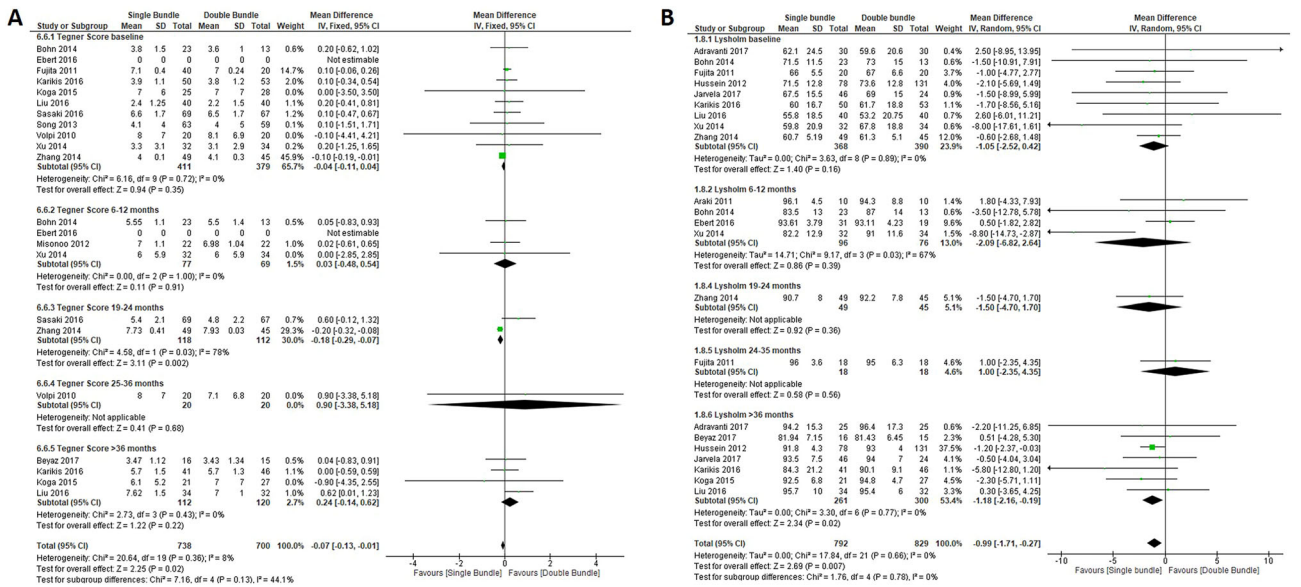 A
Single Bundle Double Bundle Mean Difference Mean Difference
Study or Subgroup Mean SD Total Mean SD Total Weight IV, Fixed, 95% CI IV, Fixed, 95% CI
6.6.1 Tegner Score baseline
Bohn 2014 3.8 1.5 23 3.6 1 13 0.6% 0.20 [-0.62, 1.02]
Ebert 2016 0 0 0 0 0 0 Not estimable
Fujita 2011 7.1 0.4 40 7 0.24 20 14.7% 0.10 [-0.06, 0.26]
Karikis 2016 3.9 1.1 50 3.8 1.2 53 1.9% 0.10 [-0.34, 0.54]
Koga 2015 7 6 25 7 7 28 0.0% 0.00 [-3.50, 3.50]
Liu 2016 2.4 1.25 40 2.2 1.5 40 1.0% 0.20 [-0.41, 0.81]
Sasaki 2016 6.6 1.7 69 6.5 1.7 67 1.1% 0.10 [-0.47, 0.67]
Song 2013 4.1 4 63 4 5 59 0.1% 0.10 [-1.51, 1.71]
Volpi 2010 8 7 20 8.1 6.9 20 0.0% -0.10 [-4.41, 4.21]
Xu 2014 3.3 3.1 32 3.1 2.9 34 0.2% 0.20 [-1.25, 1.65]
Zhang 2014 4 0.1 49 4.1 0.3 45 45.9% -0.10 [-0.19, -0.01]
Subtotal (95% CI) 411 379 65.7% -0.04 [-0.11, 0.04]
Heterogeneity: Chi² = 6.16, df = 9 (P = 0.72); I² = 0%
Test for overall effect: Z = 0.94 (P = 0.35)
6.6.2 Tegner Score 6-12 months
Bohn 2014 5.55 1.1 23 5.5 1.4 13 0.5% 0.05 [-0.83, 0.93]
Ebert 2016 0 0 0 0 0 0 Not estimable
Misonoo 2012 7 1.1 22 6.98 1.04 22 1.0% 0.02 [-0.61, 0.65]
Xu 2014 6 5.9 32 6 5.9 34 0.0% 0.00 [-2.85, 2.85]
Subtotal (95% CI) 77 69 1.5% 0.03 [-0.48, 0.54]
Heterogeneity: Chi² = 0.00, df = 2 (P = 1.00); I² = 0%
Test for overall effect: Z = 0.11 (P = 0.91)
6.6.3 Tegner Score 19-24 months
Sasaki 2016 5.4 2.1 69 4.8 2.2 67 0.7% 0.60 [-0.12, 1.32]
Zhang 2014 7.73 0.41 49 7.93 0.03 45 29.3% -0.20 [-0.32, -0.08]
Subtotal (95% CI) 118 112 30.0% -0.18 [-0.29, -0.07]
Heterogeneity: Chi² = 4.58, df = 1 (P = 0.03); I² = 78%
Test for overall effect: Z = 3.11 (P = 0.002)
6.6.4 Tegner Score 25-36 months
Volpi 2010 8 7 20 7.1 6.8 20 0.0% 0.90 [-3.38, 5.18]
Subtotal (95% CI) 20 20 0.0% 0.90 [-3.38, 5.18]
Heterogeneity: Not applicable
Test for overall effect: Z = 0.41 (P = 0.68)
6.6.5 Tegner Score >36 months
Beyaz 2017 3.47 1.12 16 3.43 1.34 15 0.5% 0.04 [-0.83, 0.91]
Karikis 2016 5.7 1.5 41 5.7 1.3 46 1.1% 0.00 [-0.59, 0.59]
Koga 2015 6.1 5.2 21 7 7 27 0.0% -0.90 [-4.35, 2.55]
Liu 2016 7.62 1.5 34 7 1 32 1.0% 0.62 [0.01, 1.23]
Subtotal (95% CI) 112 120 2.7% 0.24 [-0.14, 0.62]
Heterogeneity: Chi² = 2.73, df = 3 (P = 0.43); I² = 0%
Test for overall effect: Z = 1.22 (P = 0.22)
Total (95% CI) 738 700 100.0% -0.07 [-0.13, -0.01]
Heterogeneity: Chi² = 20.64, df = 19 (P = 0.36); I² = 8%
Test for overall effect: Z = 2.25 (P = 0.02)
Test for subgroup differences: Chi² = 7.16, df = 4 (P = 0.13), I² = 44.1%
-4 -2 0 2 4
Favours [Single Bundle] Favours [Double Bundle]
B
Single bundle Double bundle Mean Difference Mean Difference
Study or Subgroup Mean SD Total Mean SD Total Weight IV, Random, 95% CI IV, Random, 95% CI
1.8.1 Lysholm baseline
Adravanti 2017 62.1 24.5 30 59.6 20.6 30 0.4% 2.50 [-8.95, 13.95]
Bohn 2014 71.5 11.5 23 73 15 13 0.6% -1.50 [-10.91, 7.91]
Fujita 2011 66 5.5 20 67 6.6 20 3.6% -1.00 [-4.77, 2.77]
Hussein 2012 71.5 12.8 78 73.6 12.8 131 4.0% -2.10 [-5.69, 1.49]
Jarvela 2017 67.5 15.5 46 69 15 24 0.9% -1.50 [-8.99, 5.99]
Karikis 2016 60 16.7 50 61.7 18.8 53 1.1% -1.70 [-8.56, 5.16]
Liu 2016 55.8 18.5 40 53.2 20.75 40 0.7% 2.60 [-6.01, 11.21]
Xu 2014 59.8 20.9 32 67.8 18.8 34 0.6% -8.00 [-17.61, 1.61]
Zhang 2014 60.7 5.19 49 61.3 5.1 45 12.0% -0.60 [-2.68, 1.48]
Subtotal (95% CI) 368 390 23.9% -1.05 [-2.52, 0.42]
Heterogeneity: Tau² = 0.00; Chi² = 3.63, df = 8 (P = 0.89); I² = 0%
Test for overall effect: Z = 1.40 (P = 0.16)
1.8.2 Lysholm 6-12 months
Araki 2011 96.1 4.5 10 94.3 8.8 10 1.4% 1.80 [-4.33, 7.93]
Bohn 2014 83.5 13 23 87 14 13 0.6% -3.50 [-12.78, 5.78]
Ebert 2016 93.61 3.79 31 93.11 4.23 19 9.6% 0.50 [-1.82, 2.82]
Xu 2014 82.2 12.9 32 91 11.6 34 1.5% -8.80 [-14.73, -2.87]
Subtotal (95% CI) 96 76 13.0% -2.09 [-6.82, 2.64]
Heterogeneity: Tau² = 14.71; Chi² = 9.17, df = 3 (P = 0.03); I² = 67%
Test for overall effect: Z = 0.86 (P = 0.39)
1.8.4 Lysholm 19-24 months
Zhang 2014 90.7 8 49 92.2 7.8 45 5.1% -1.50 [-4.70, 1.70]
Subtotal (95% CI) 49 45 5.1% -1.50 [-4.70, 1.70]
Heterogeneity: Not applicable
Test for overall effect: Z = 0.92 (P = 0.36)
1.8.5 Lysholm 24-35 months
Fujita 2011 96 3.6 18 95 6.3 18 4.6% 1.00 [-2.35, 4.35]
Subtotal (95% CI) 18 18 4.6% 1.00 [-2.35, 4.35]
Heterogeneity: Not applicable
Test for overall effect: Z = 0.58 (P = 0.56)
1.8.6 Lysholm >36 months
Adravanti 2017 94.2 15.3 25 96.4 17.3 25 0.6% -2.20 [-11.25, 6.85]
Beyaz 2017 81.94 7.15 16 81.43 6.45 15 2.3% 0.51 [-4.28, 5.30]
Hussein 2012 91.8 4.3 78 93 4 131 37.5% -1.20 [-2.37, -0.03]
Jarvela 2017 93.5 7.5 46 94 7 24 4.1% -0.50 [-4.04, 3.04]
Karikis 2016 84.3 21.2 41 90.1 9.1 46 1.0% -5.80 [-12.80, 1.20]
Koga 2015 92.5 6.8 21 94.8 4.7 27 4.4% -2.30 [-5.71, 1.11]
Liu 2016 95.7 10 34 95.4 6 32 3.3% 0.30 [-3.65, 4.25]
Subtotal (95% CI) 261 300 53.4% -1.18 [-2.16, -0.19]
Heterogeneity: Tau² = 0.00; Chi² = 3.30, df = 6 (P = 0.77); I² = 0%
Test for overall effect: Z = 2.34 (P = 0.02)
Total (95% CI) 792 829 100.0% -0.99 [-1.71, -0.27]
Heterogeneity: Tau² = 0.00; Chi² = 17.84, df = 21 (P = 0.66); I² = 0%
Test for overall effect: Z = 2.69 (P = 0.007)
Test for subgroup differences: Chi² = 1.76, df = 4 (P = 0.78), I² = 0%
-10 -5 0 5 10
Favours [Single bundle] Favours [Double Bundle]